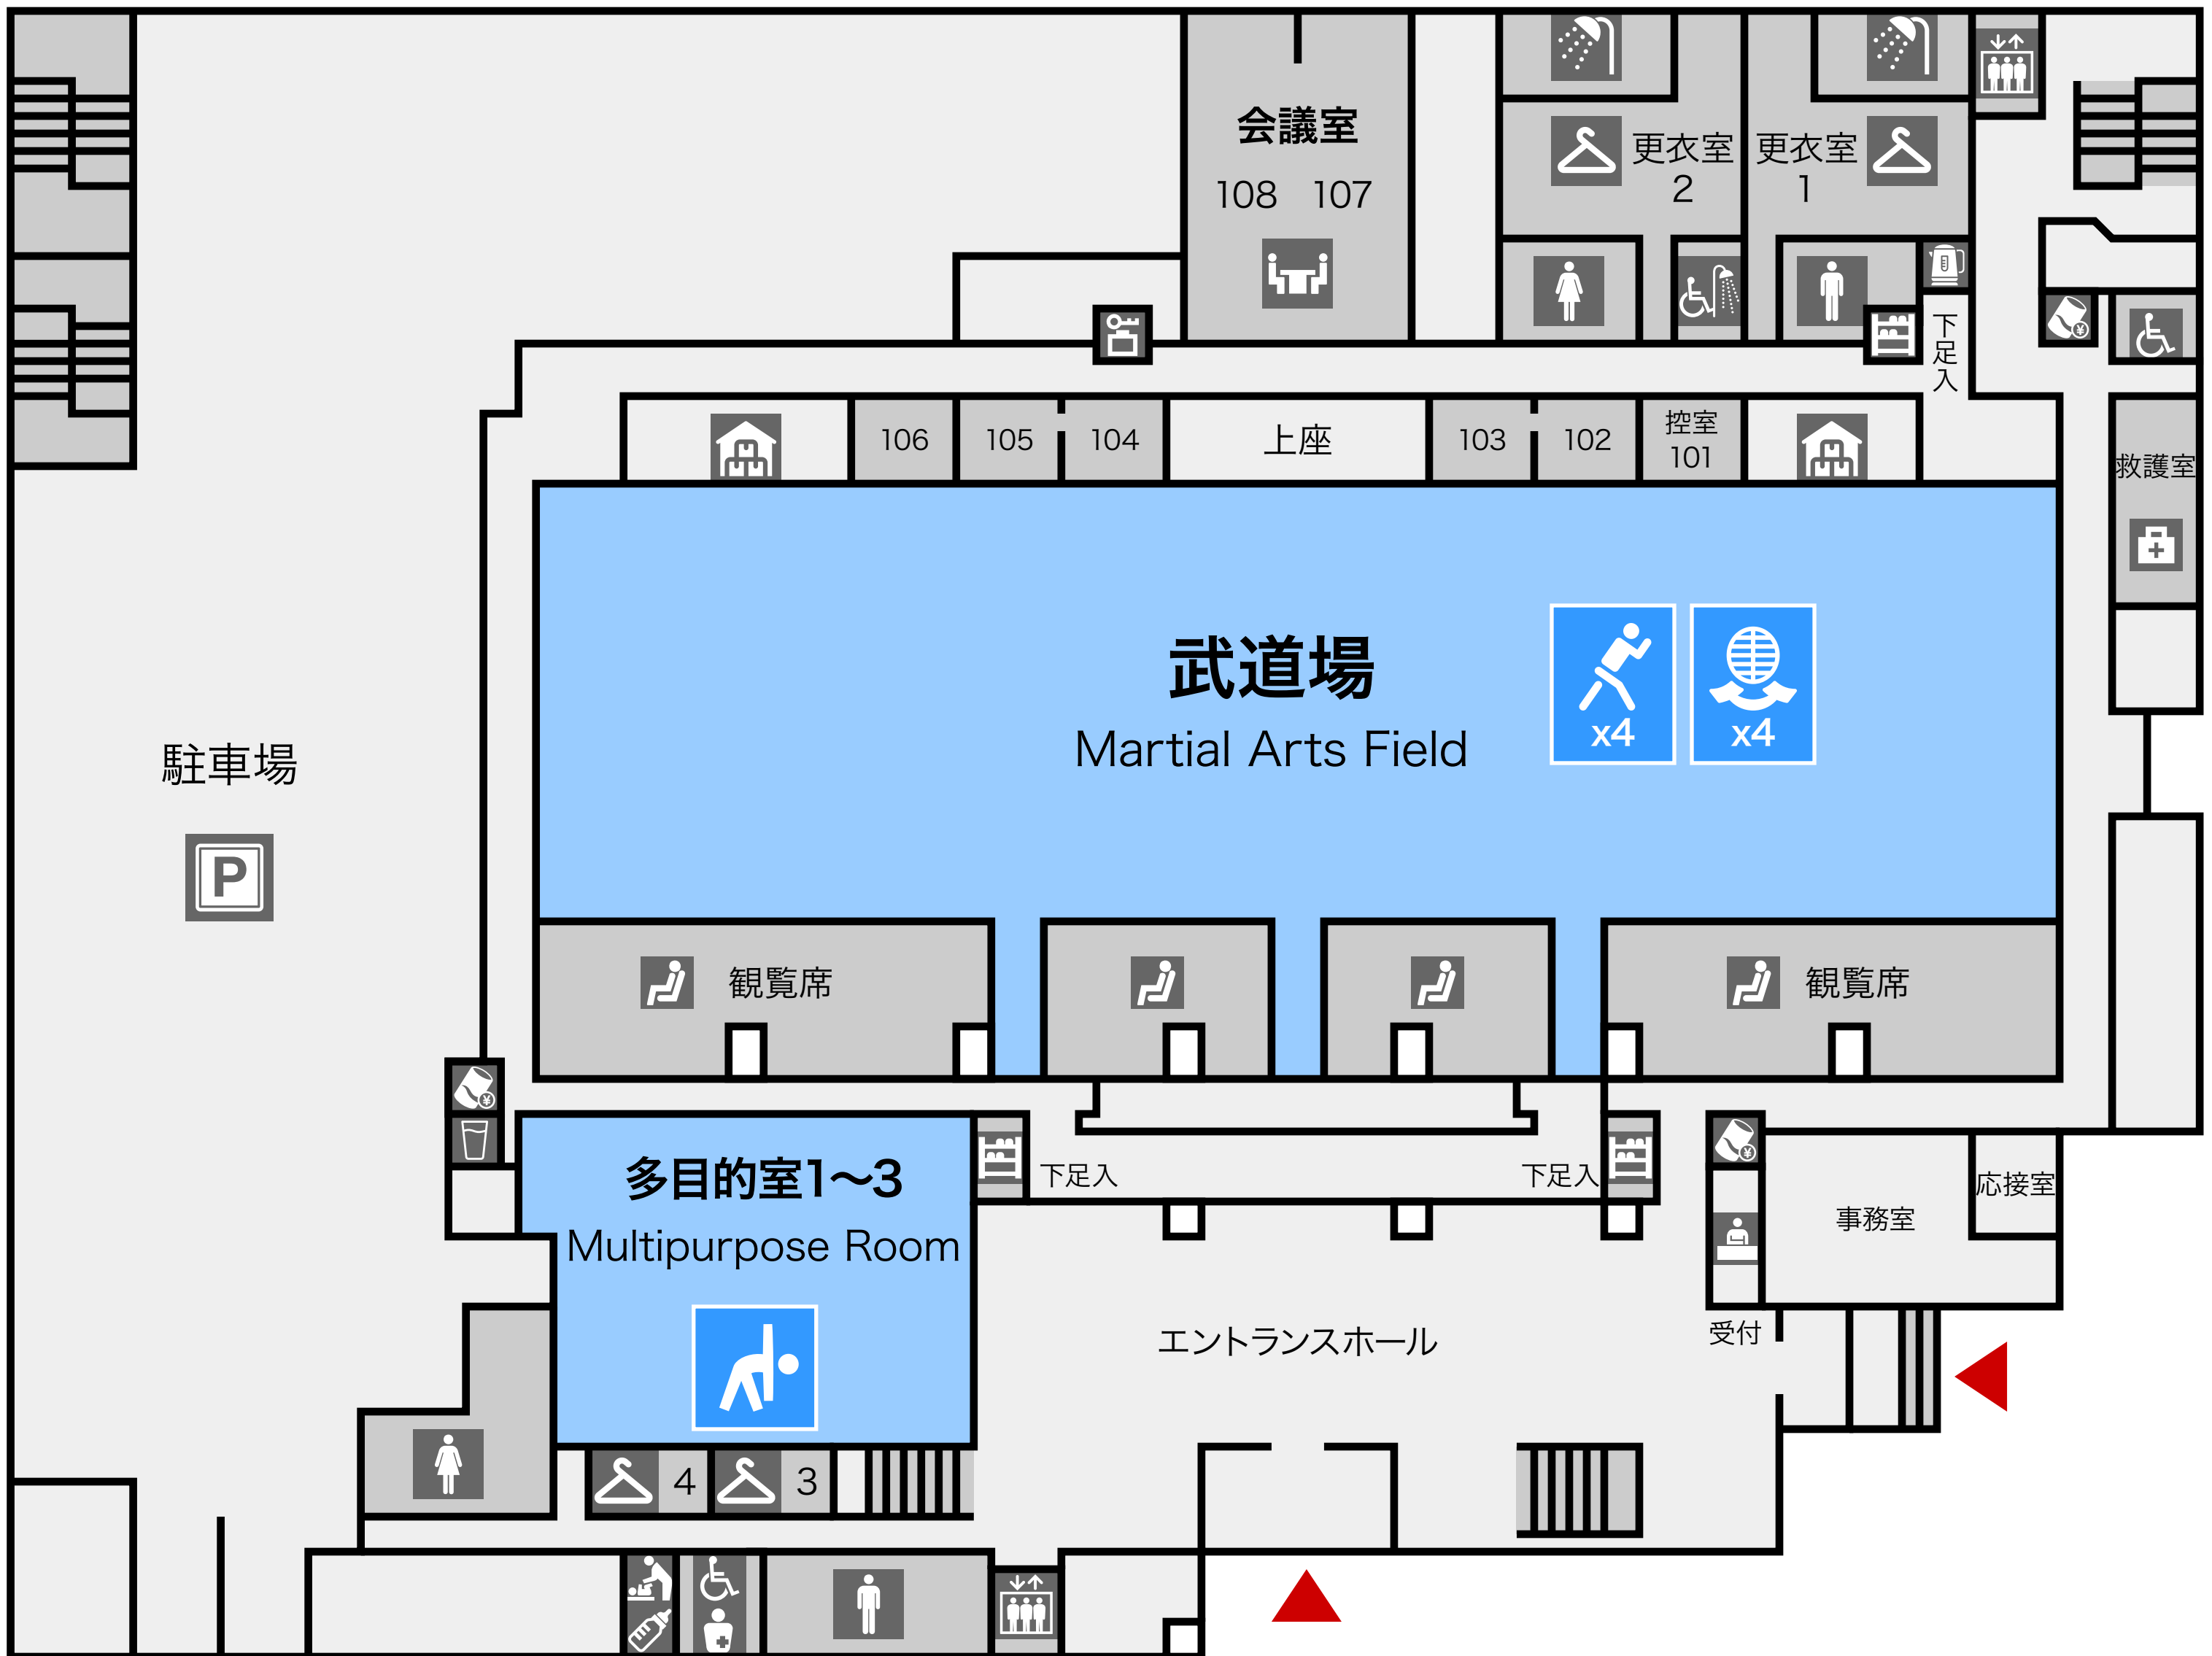 会議室
108 107
更衣室
2
更衣室
1
下足入
106
105
104
上座
103
102
控室
101
救護室
武道場
Martial Arts Field
x4
x4
駐車場
P
観覧席
観覧席
¥
¥
¥
多目的室1〜3
Multipurpose Room
下足入
下足入
事務室
応接室
受付
エントランスホール
4
3